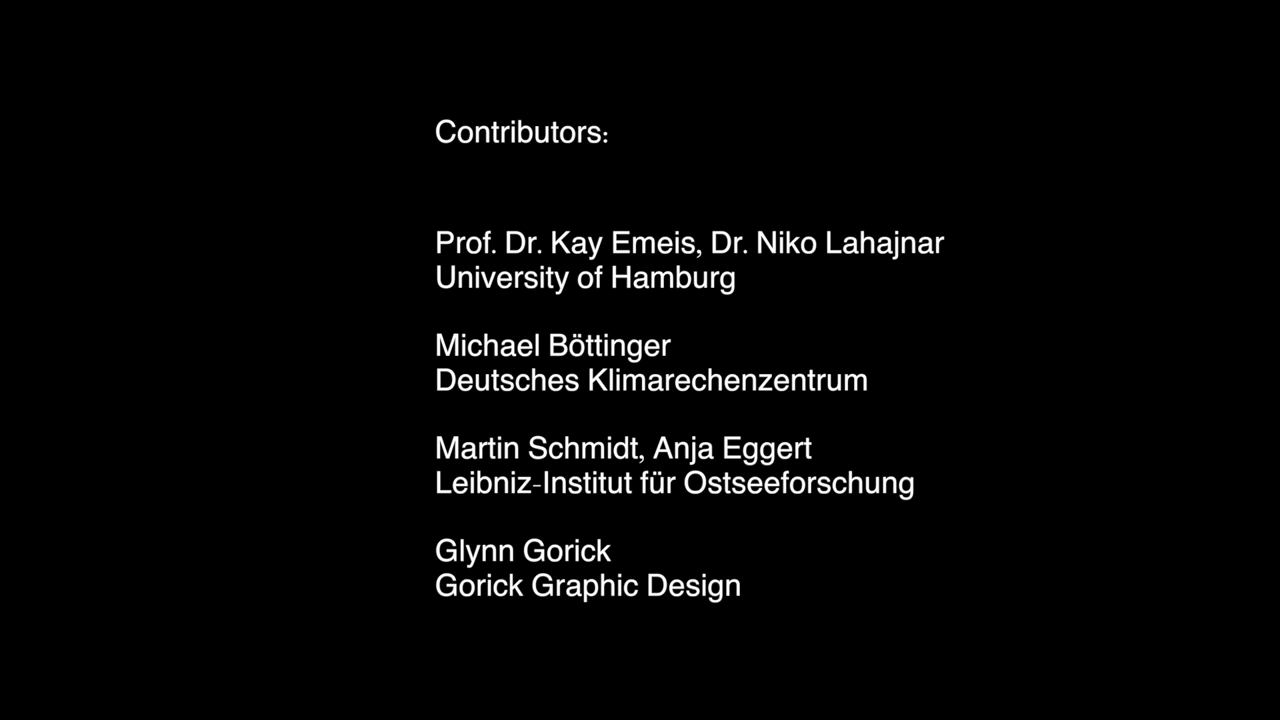 Contributors:
Prof. Dr. Kay Emeis, Dr. Niko Lahajnar
University of Hamburg
Michael Böttinger
Deutsches Klimarechenzentrum
Martin Schmidt, Anja Eggert
Leibniz-Institut für Ostseeforschung
Glynn Gorick
Gorick Graphic Design